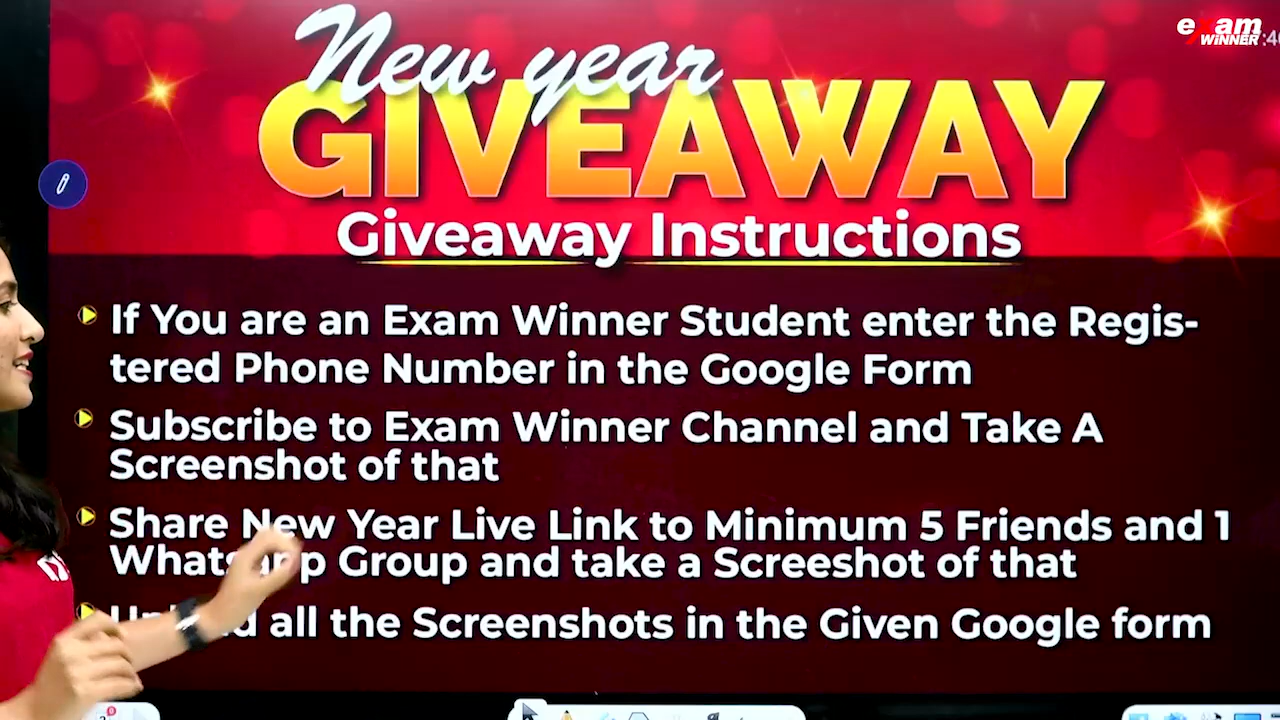 exam
WINNER
:4
New year
GIVEAWAY
Giveaway Instructions
If You are an Exam Winner Student enter the Regis-
tered Phone Number in the Google Form
Subscribe to Exam Winner Channel and Take A
Screenshot of that
Share New Year Live Link to Minimum 5 Friends and 1
Whatsapp Group and take a Screeshot of that
all the Screenshots in the Given Google form